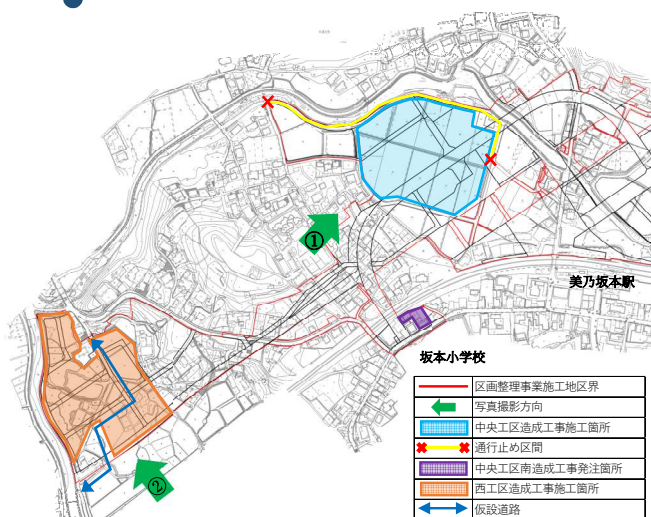 ①
美乃坂本駅
坂本小学校
区画整理事業施工地区界
写真撮影方向
中央工区造成工事施工箇所
通行止め区間
中央工区南造成工事発注箇所
西工区造成工事施工箇所
仮設道路
②